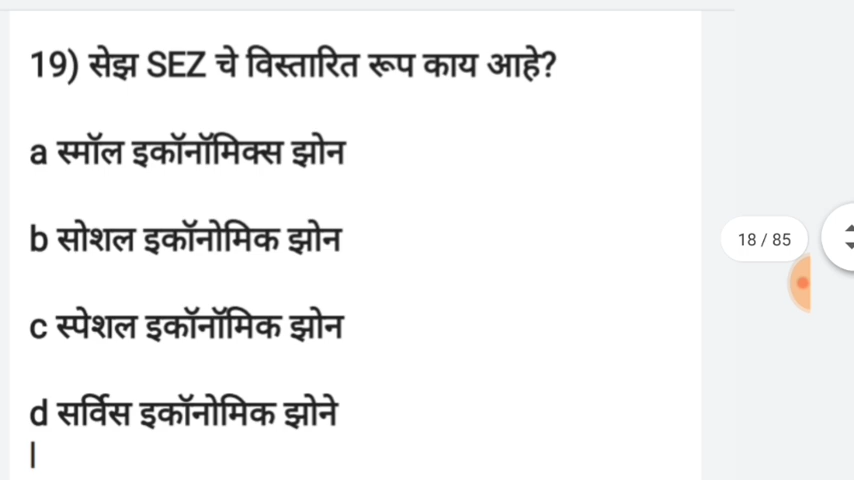 19) सेझ SEZ चे विस्तारित रूप काय आहे?
a स्मॉल इकॉनॉमिक्स झोन
b सोशल इकॉनोमिक झोन
18 / 85
c स्पेशल इकॉनॉमिक झोन
d सर्विस इकॉनोमिक झोने